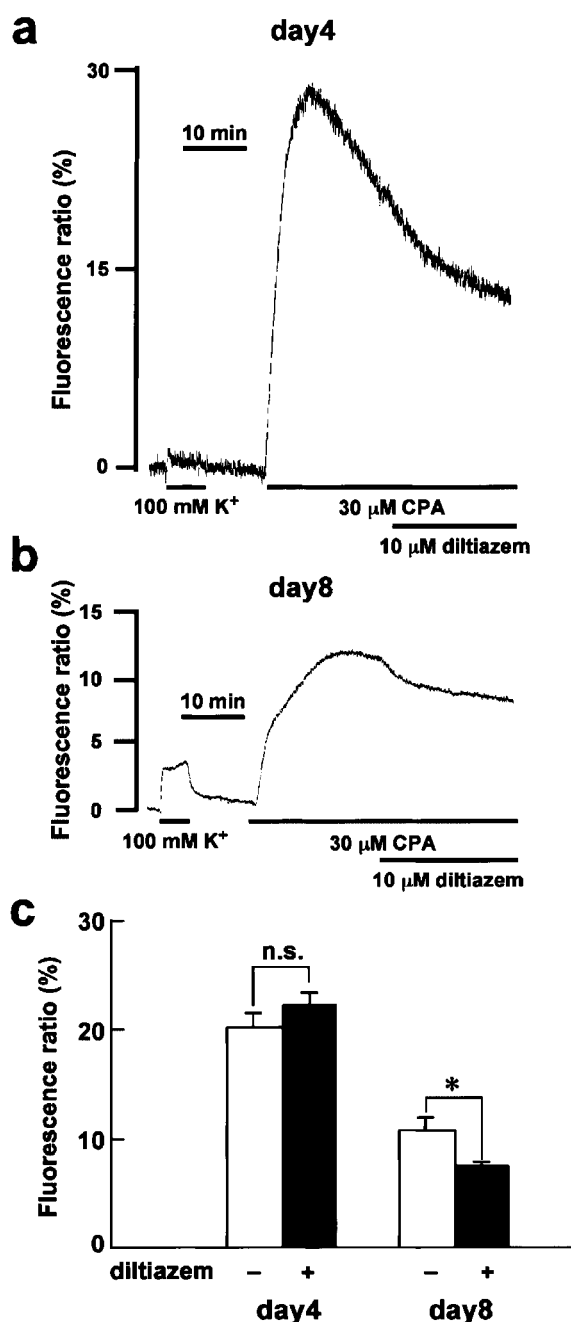 a
day4
30
10 min
15
0
Fluorescence ratio (%)
100 mM K⁺
30 μM CPA
10 μM diltiazem
b
day8
15
10
10 min
5
0
Fluorescence ratio (%)
100 mM K⁺
30 μM CPA
10 μM diltiazem
c
30
n.s.
20
*
10
0
Fluorescence ratio (%)
diltiazem – + – +
day4 day8